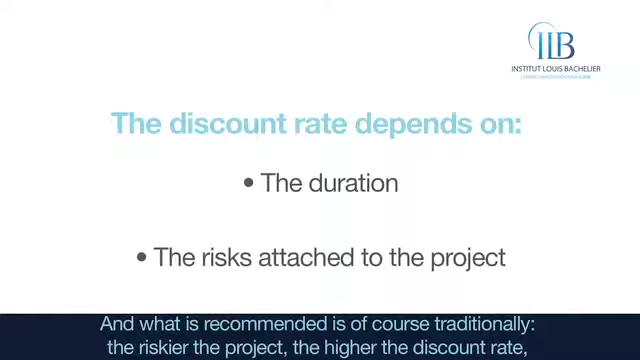 ILB
INSTITUT LOUIS BACHELIER
The discount rate depends on:
• The duration
• The risks attached to the project
And what is recommended is of course traditionally:
the riskier the project, the higher the discount rate,